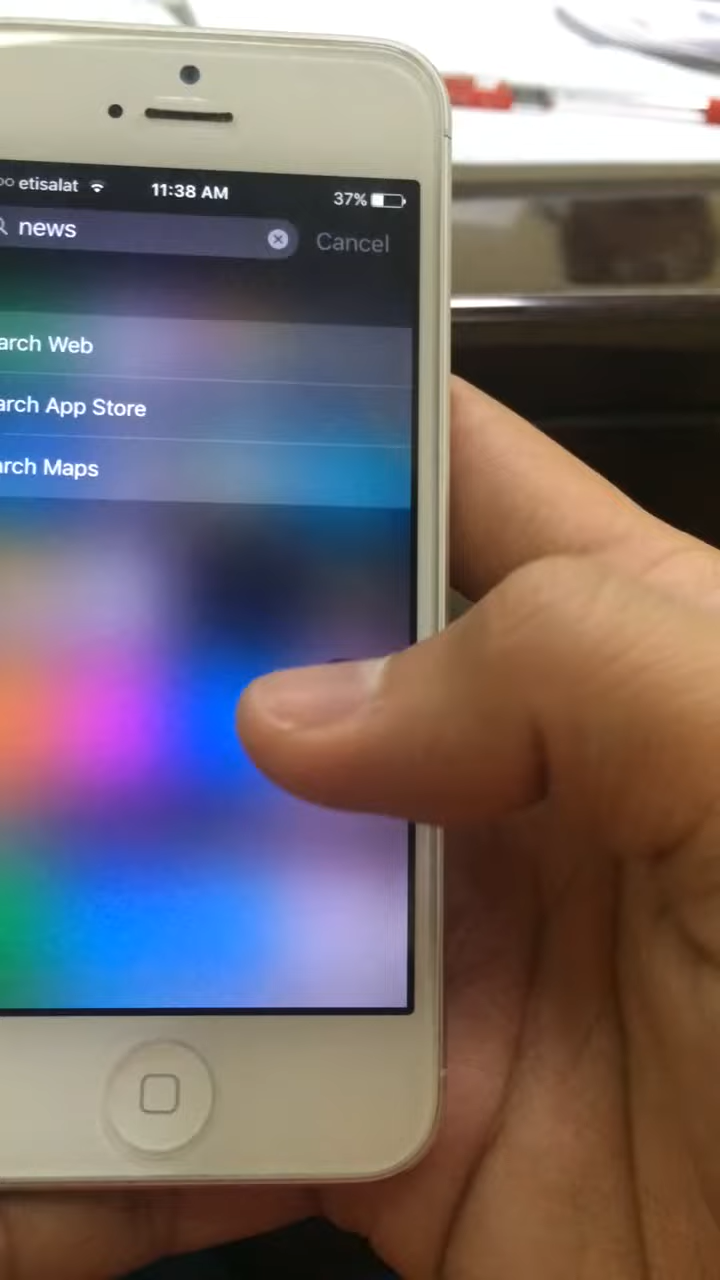 etisalat 11:38 AM 37%
news Cancel
arch Web
arch App Store
arch Maps